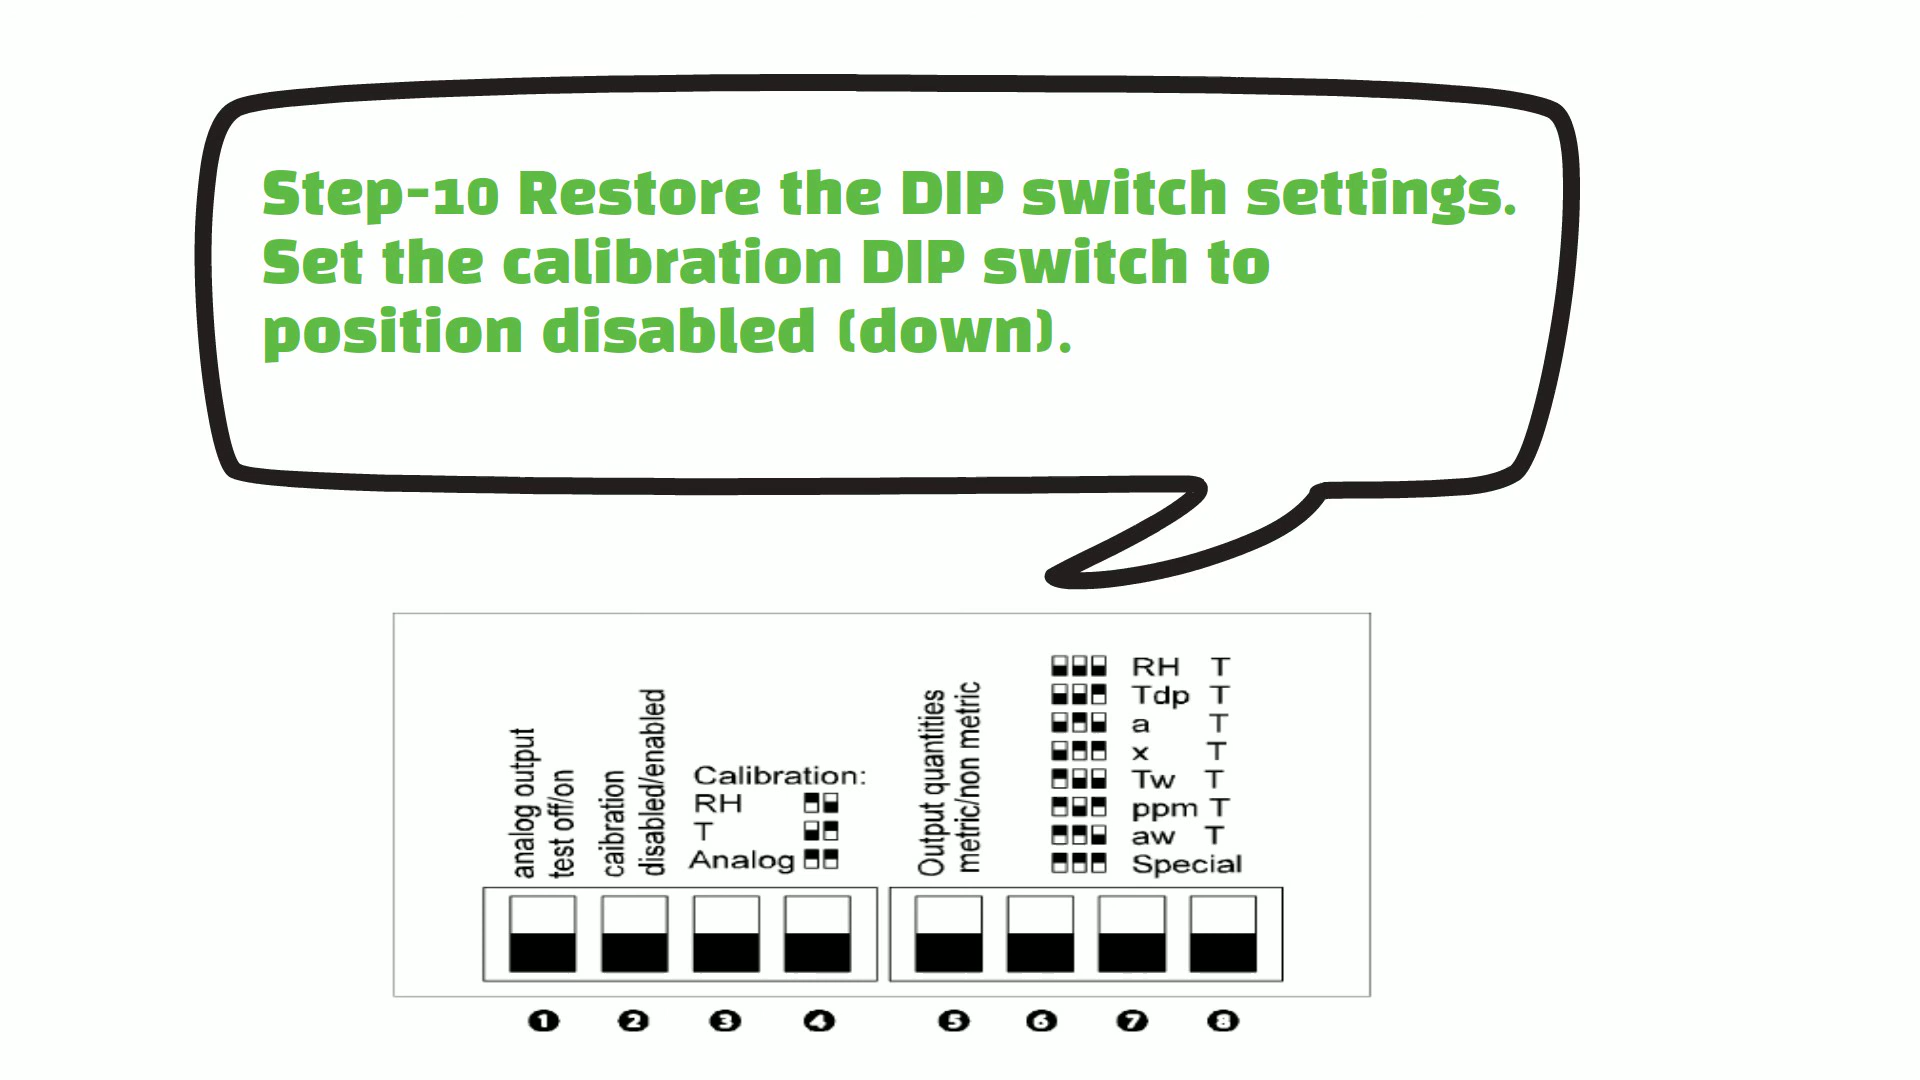 Step-10 Restore the DIP switch settings.
Set the calibration DIP switch to
position disabled (down).
analog output
test off/on
caibration
disabled/enabled
Calibration:
RH
T
Analog
Output quantities
metric/non metric
RH T
Tdp T
a T
x T
Tw T
ppm T
aw T
Special
1 2 3 4 5 6 7 8